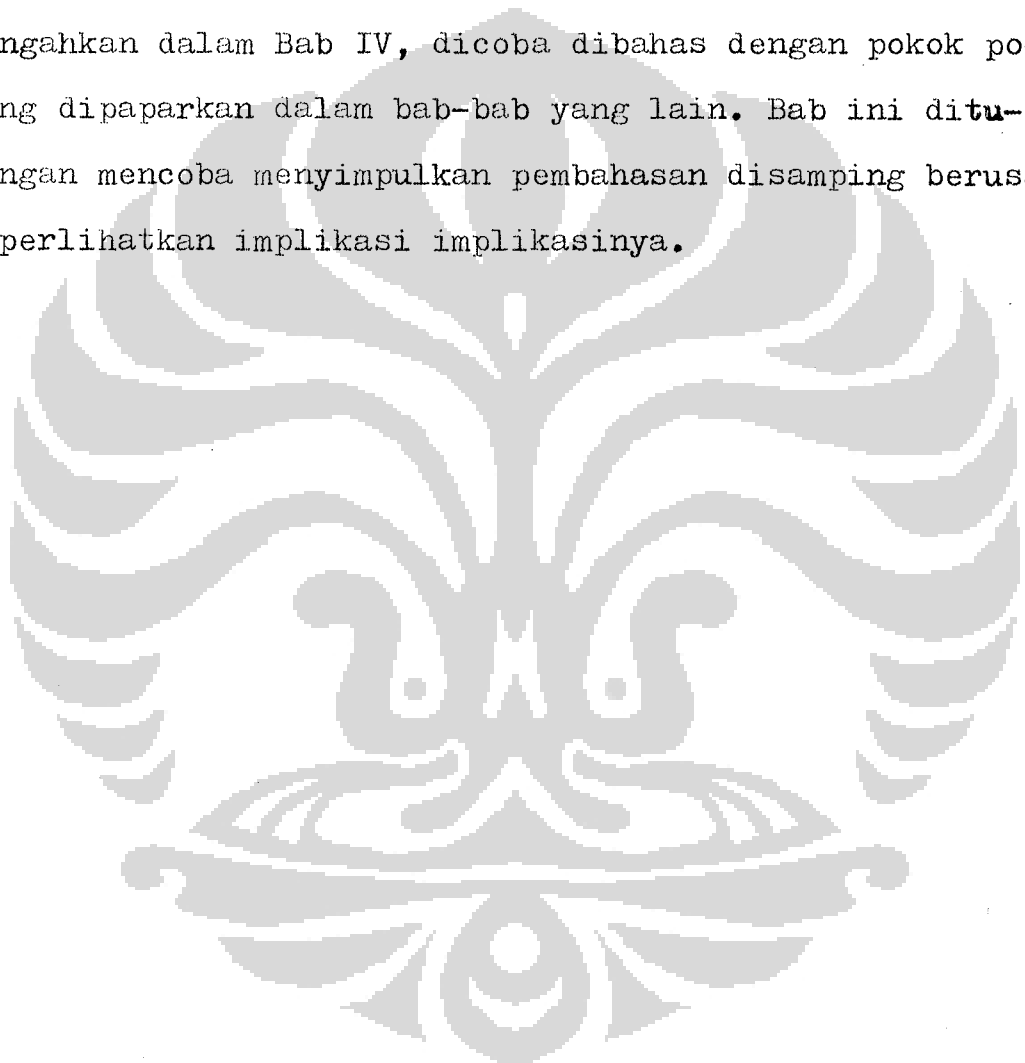 ngahkan dalam Bab IV, dicoba dibahas dengan pokok po
ng dipaparkan dalam bab-bab yang lain. Bab ini ditu-
ngan mencoba menyimpulkan pembahasan disamping berus
perlihatkan implikasi implikasinya.